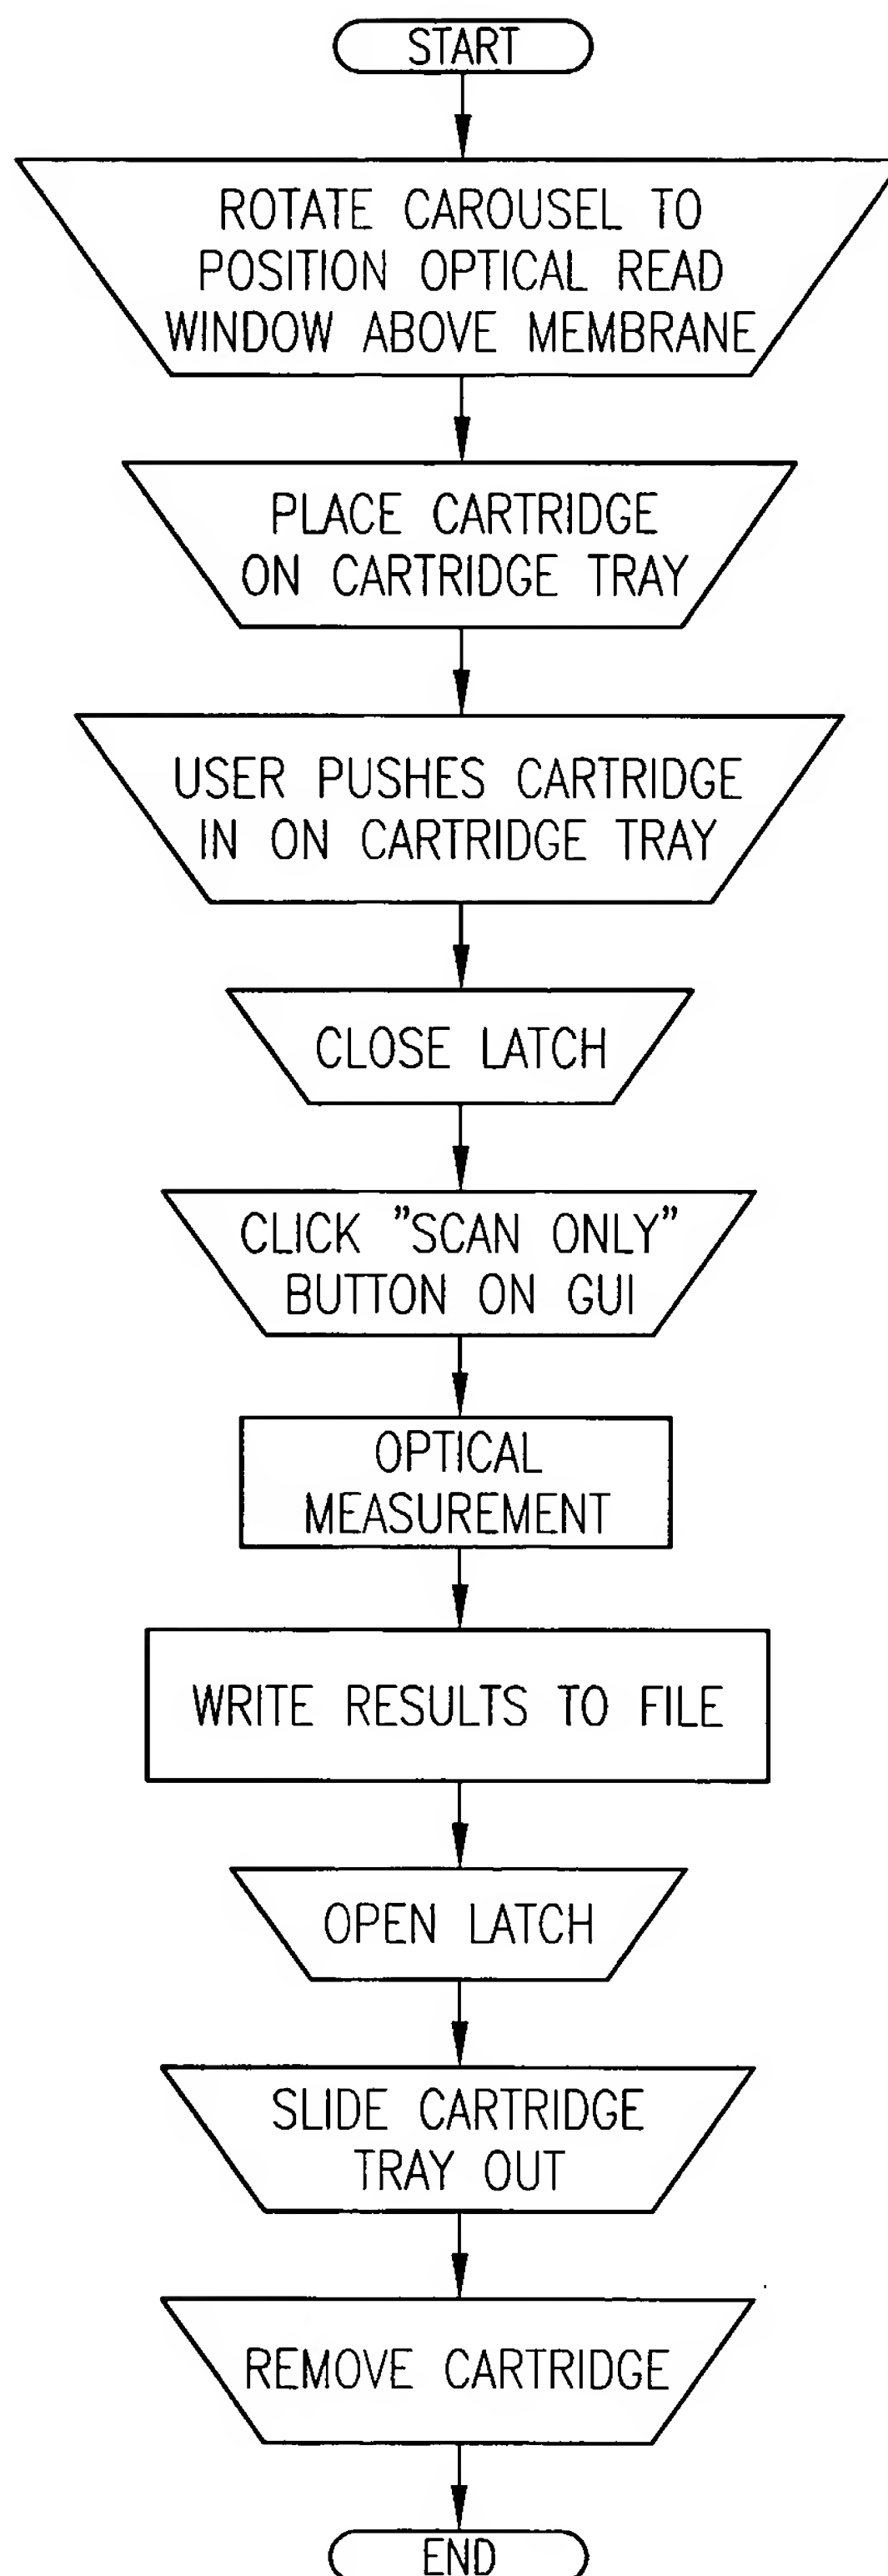 START
ROTATE CAROUSEL TO
POSITION OPTICAL READ
WINDOW ABOVE MEMBRANE
PLACE CARTRIDGE
ON CARTRIDGE TRAY
USER PUSHES CARTRIDGE
IN ON CARTRIDGE TRAY
CLOSE LATCH
CLICK "SCAN ONLY"
BUTTON ON GUI
OPTICAL
MEASUREMENT
WRITE RESULTS TO FILE
OPEN LATCH
SLIDE CARTRIDGE
TRAY OUT
REMOVE CARTRIDGE
END